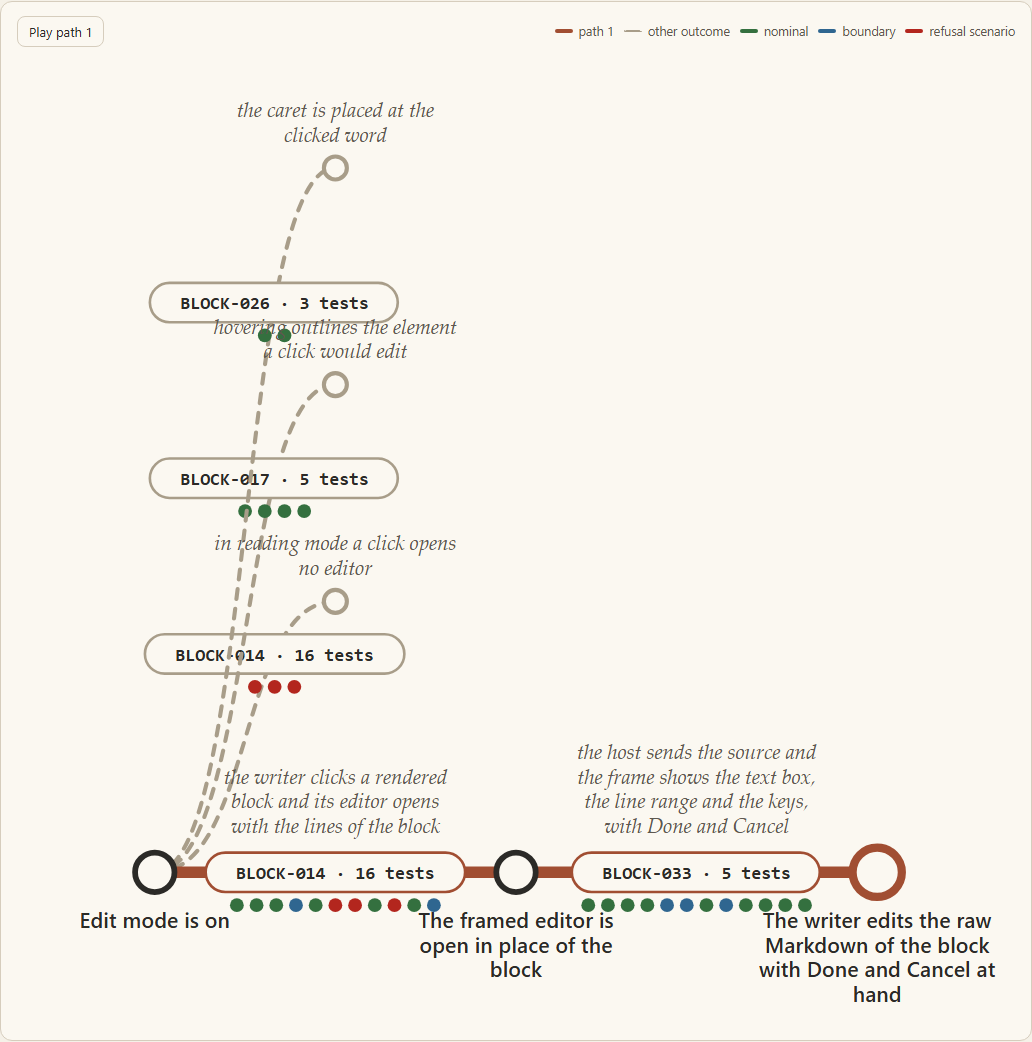 Play path 1
path 1
other outcome
nominal
boundary
refusal scenario
the caret is placed at the
clicked word
BLOCK-026 · 3 tests
hovering outlines the element
a click would edit
BLOCK-017 · 5 tests
in reading mode a click opens
no editor
BLOCK-014 · 16 tests
the writer clicks a rendered
block and its editor opens
with the lines of the block
the host sends the source and
the frame shows the text box,
the line range and the keys,
with Done and Cancel
BLOCK-014 · 16 tests
BLOCK-033 · 5 tests
Edit mode is on
The framed editor is
open in place of the
block
The writer edits the raw
Markdown of the block
with Done and Cancel at
hand